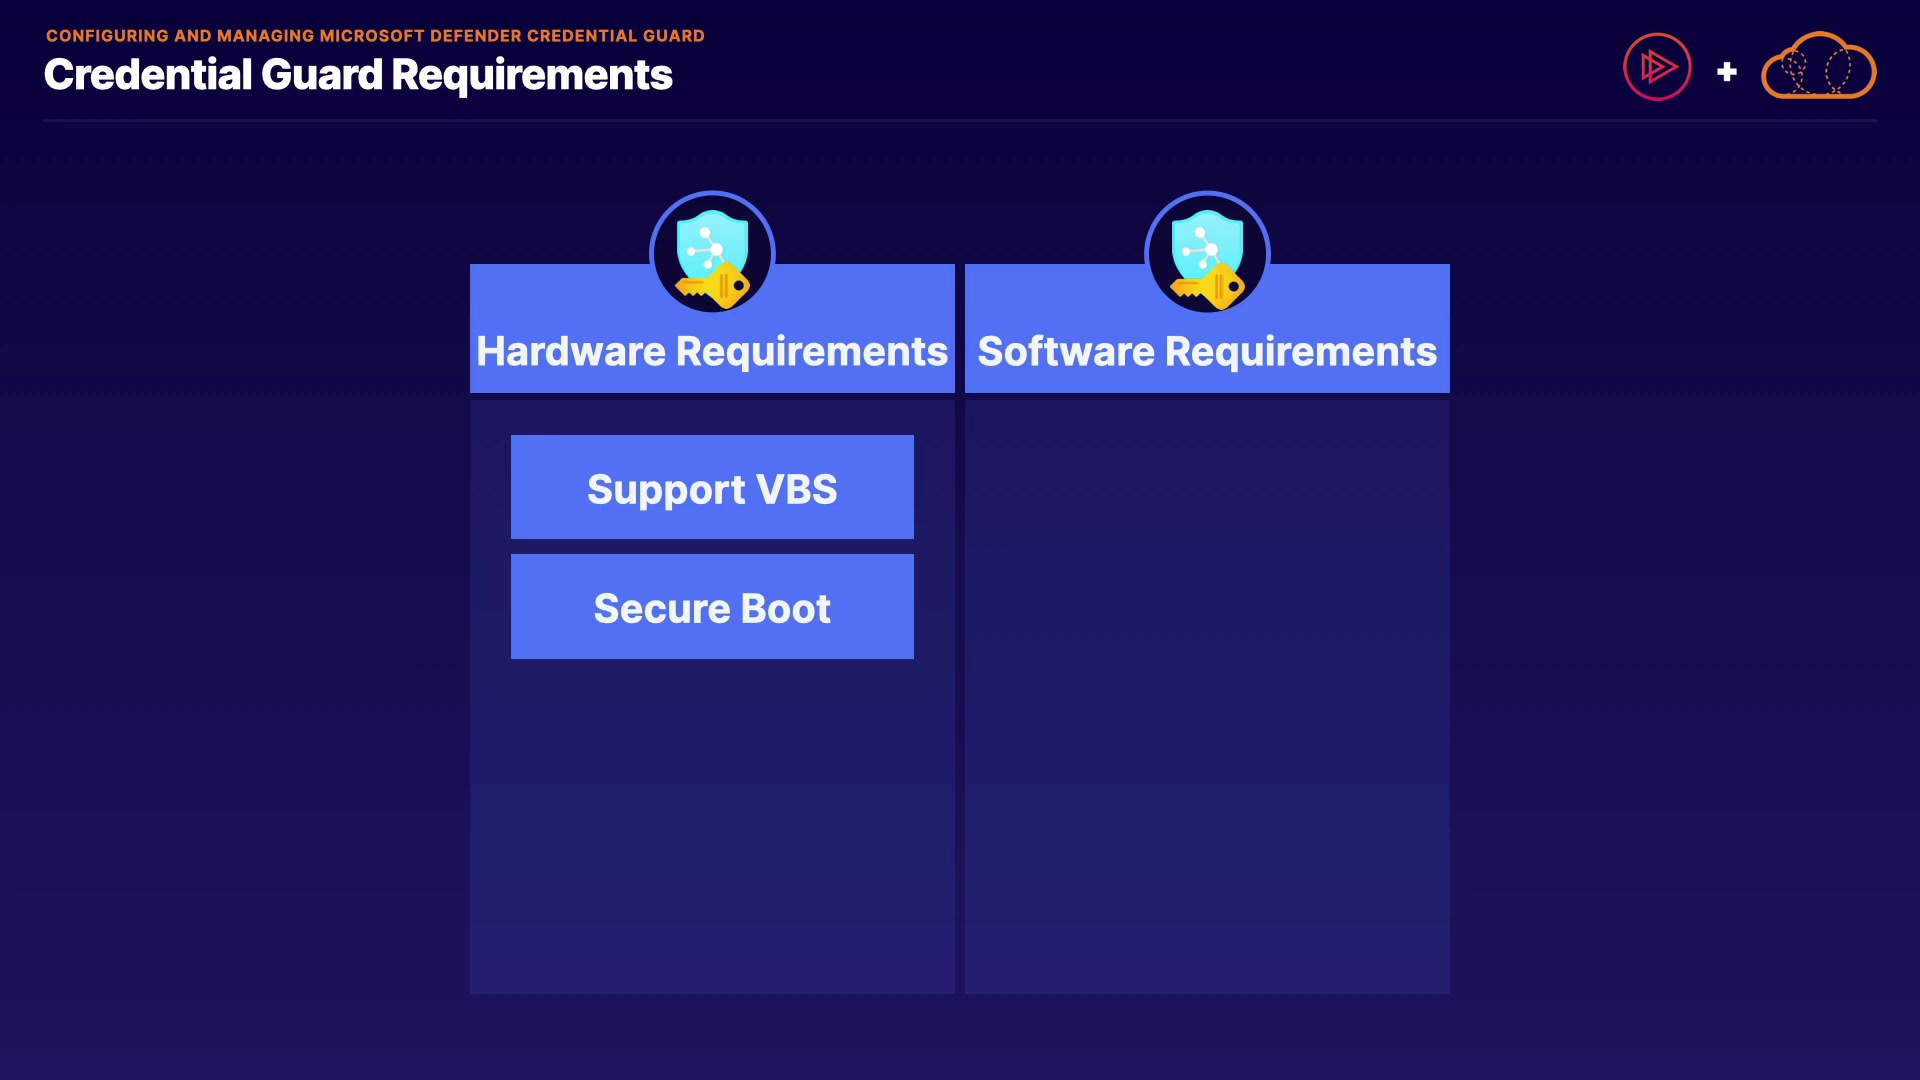 CONFIGURING AND MANAGING MICROSOFT DEFENDER CREDENTIAL GUARD
Credential Guard Requirements
+
Hardware Requirements
Software Requirements
Support VBS
Secure Boot